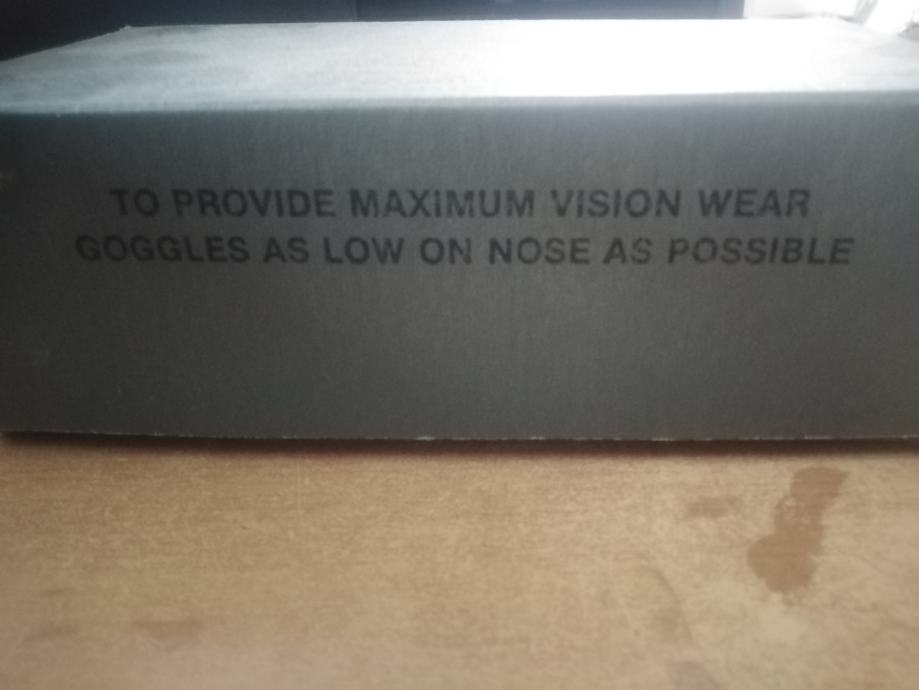 TO PROVIDE MAXIMUM VISION WEAR
GOGGLES AS LOW ON NOSE AS POSSIBLE